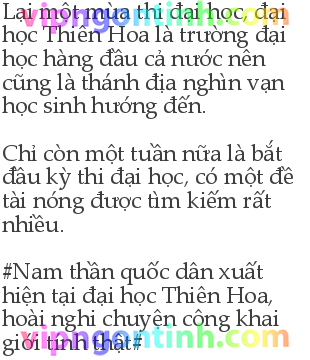 Lại một mùa thi đại học, đại
học Thiên Hoa là trường đại
học hàng đầu cả nước nên
cũng là thánh địa nghìn vạn
học sinh hướng đến.
Chỉ còn một tuần nữa là bắt
đầu kỳ thi đại học, có một đề
tài nóng được tìm kiếm rất
nhiều.
#Nam thần quốc dân xuất
hiện tại đại học Thiên Hoa,
hoài nghi chuyện công khai
giới tính thật#
vipngontinh.com
vipngontinh.com